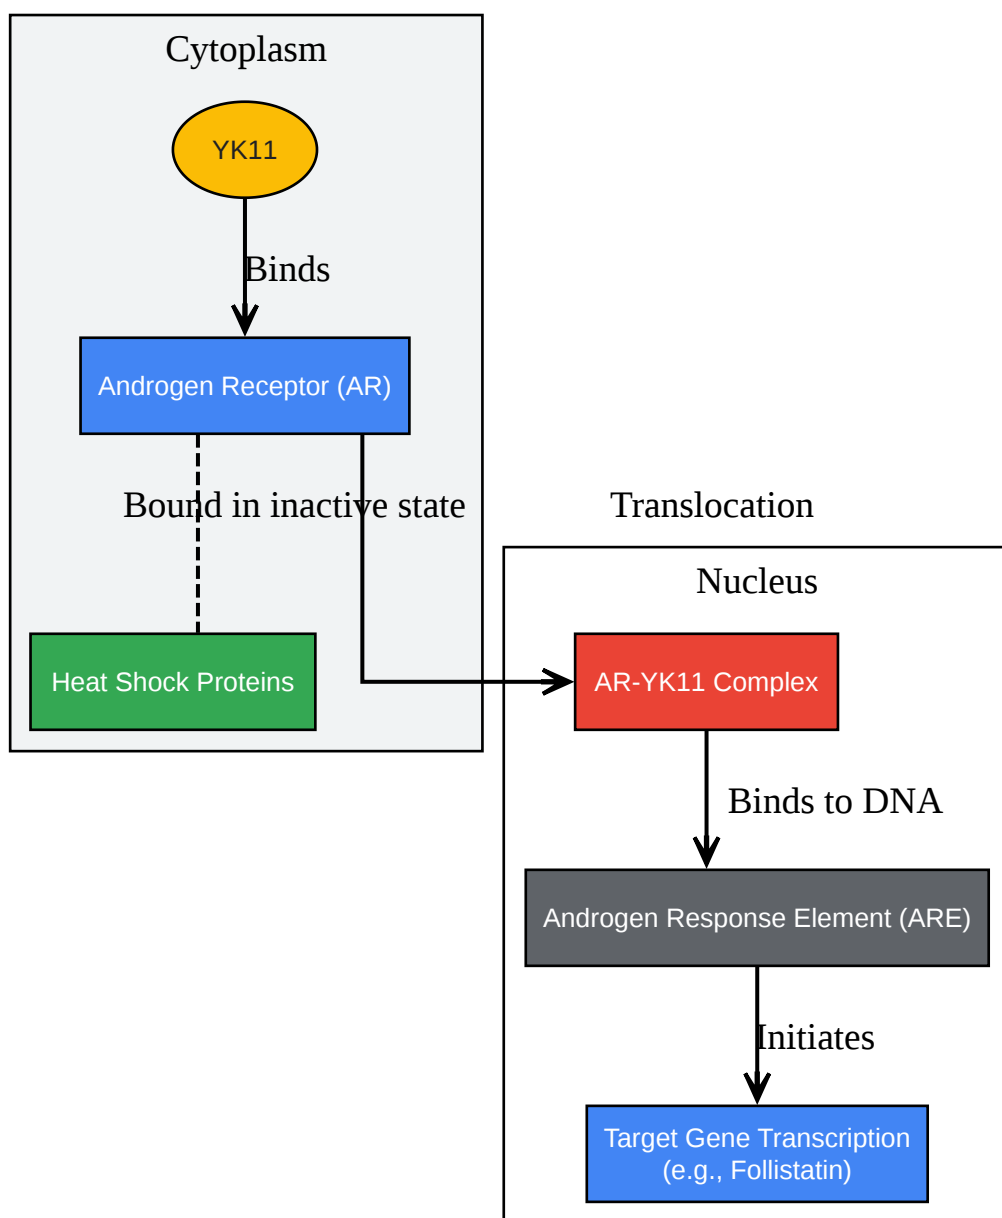 Cytoplasm
YK11
Binds
Androgen Receptor (AR)
Bound in inactive state
Translocation
Nucleus
Heat Shock Proteins
AR-YK11 Complex
Binds to DNA
Androgen Response Element (ARE)
Initiates
Target Gene Transcription
(e.g., Follistatin)